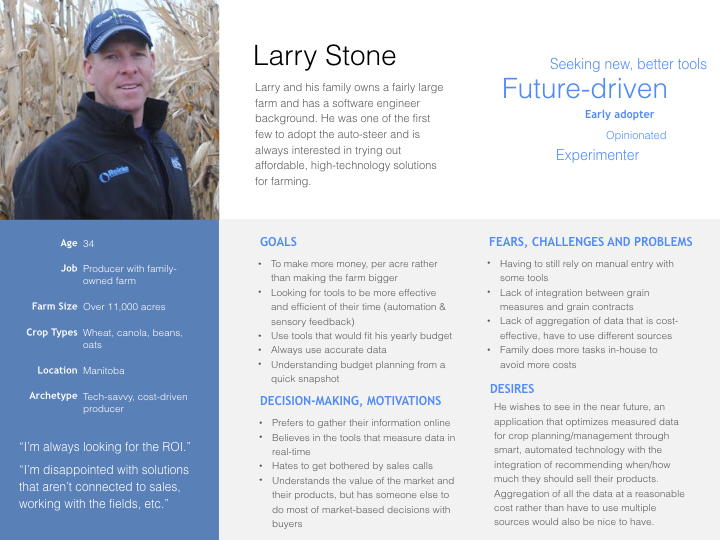 Larry Stone
Larry and his family owns a fairly large
farm and has a software engineer
background. He was one of the first
few to adopt the auto-steer and is
always interested in trying out
affordable, high-technology solutions
for farming.
Seeking new, better tools
Future-driven
Early adopter
Opinionated
Experimenter
Age 34
Job Producer with family-
owned farm
Farm Size Over 11,000 acres
Crop Types Wheat, canola, beans,
oats
Location Manitoba
Archetype Tech-savvy, cost-driven
producer
“I’m always looking for the ROI.”
“I’m disappointed with solutions
that aren’t connected to sales,
working with the fields, etc.”
GOALS
• To make more money, per acre rather
than making the farm bigger
• Looking for tools to be more effective
and efficient of their time (automation &
sensory feedback)
• Use tools that would fit his yearly budget
• Always use accurate data
• Understanding budget planning from a
quick snapshot
DECISION-MAKING, MOTIVATIONS
• Prefers to gather their information online
• Believes in the tools that measure data in
real-time
• Hates to get bothered by sales calls
• Understands the value of the market and
their products, but has someone else to
do most of market-based decisions with
buyers
FEARS, CHALLENGES AND PROBLEMS
• Having to still rely on manual entry with
some tools
• Lack of integration between grain
measures and grain contracts
• Lack of aggregation of data that is cost-
effective, have to use different sources
• Family does more tasks in-house to
avoid more costs
DESIRES
He wishes to see in the near future, an
application that optimizes measured data
for crop planning/management through
smart, automated technology with the
integration of recommending when/how
much they should sell their products.
Aggregation of all the data at a reasonable
cost rather than have to use multiple
sources would also be nice to have.